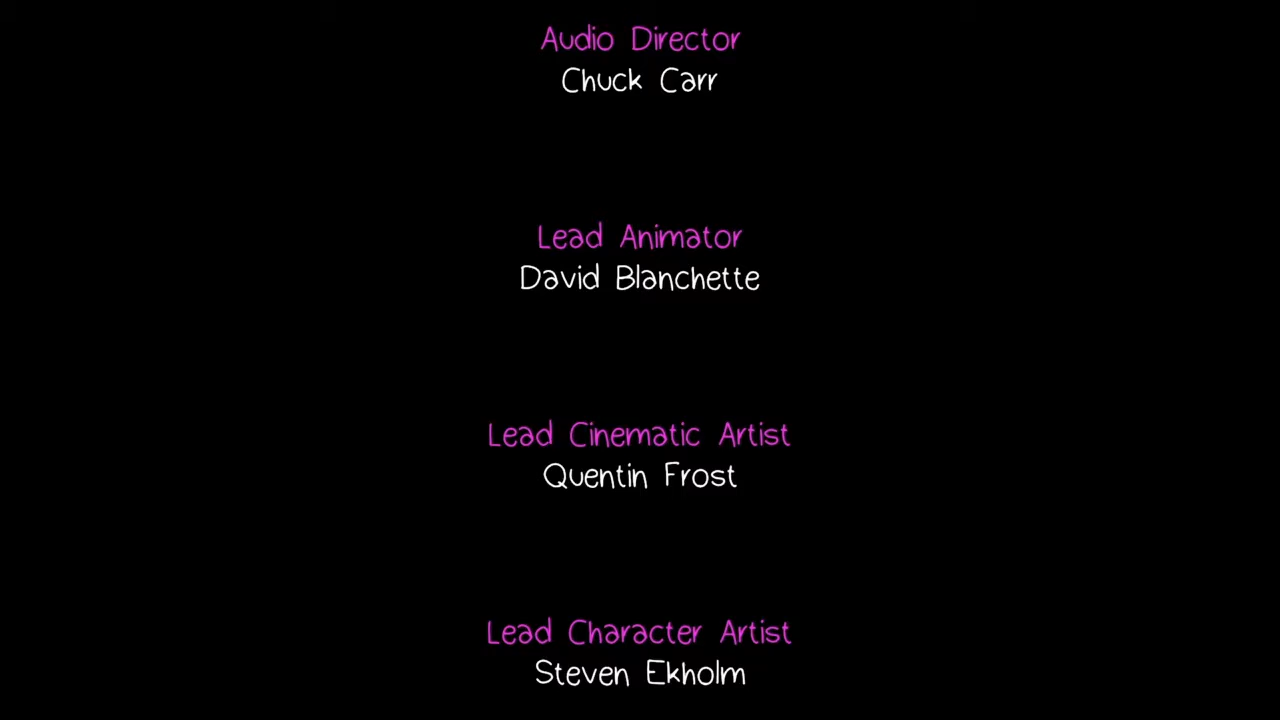 Audio Director
Chuck Carr
Lead Animator
David Blanchette
Lead Cinematic Artist
Quentin Frost
Lead Character Artist
Steven Ekholm